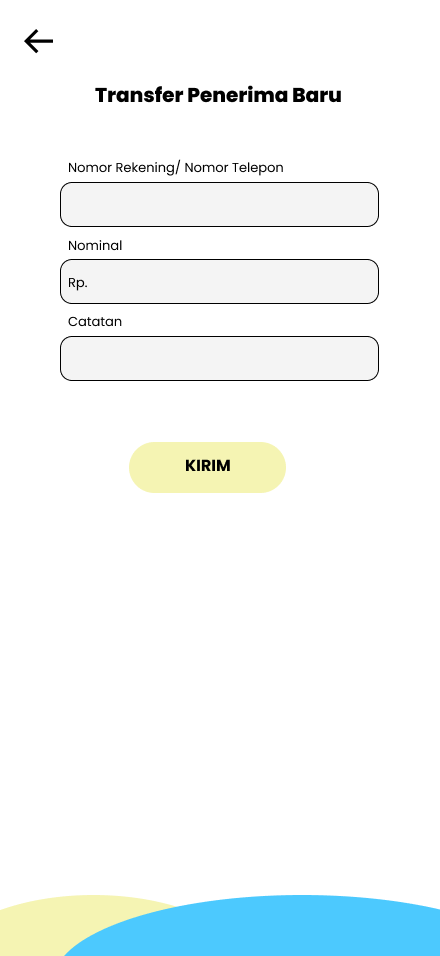 Transfer Penerima Baru
Nomor Rekening/ Nomor Telepon
Nominal
Rp.
Catatan
KIRIM